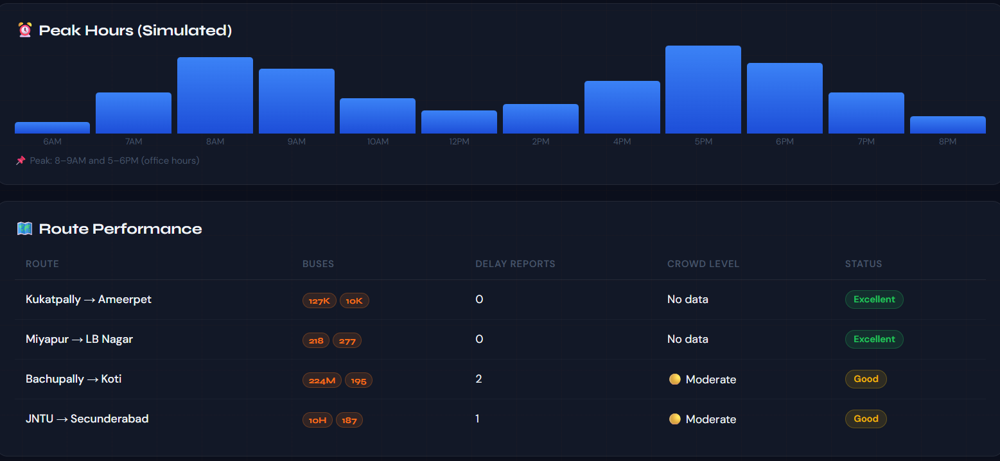 Peak Hours (Simulated)
6AM 7AM 8AM 9AM 10AM 12PM 2PM 4PM 5PM 6PM 7PM 8PM
Peak: 8–9AM and 5–6PM (office hours)
Route Performance
ROUTE BUSES DELAY REPORTS CROWD LEVEL STATUS
Kukatpally → Ameerpet 127K 10K 0 No data Excellent
Miyapur → LB Nagar 218 277 0 No data Excellent
Bachupally → Koti 224M 195 2 Moderate Good
JNTU → Secunderabad 10H 187 1 Moderate Good